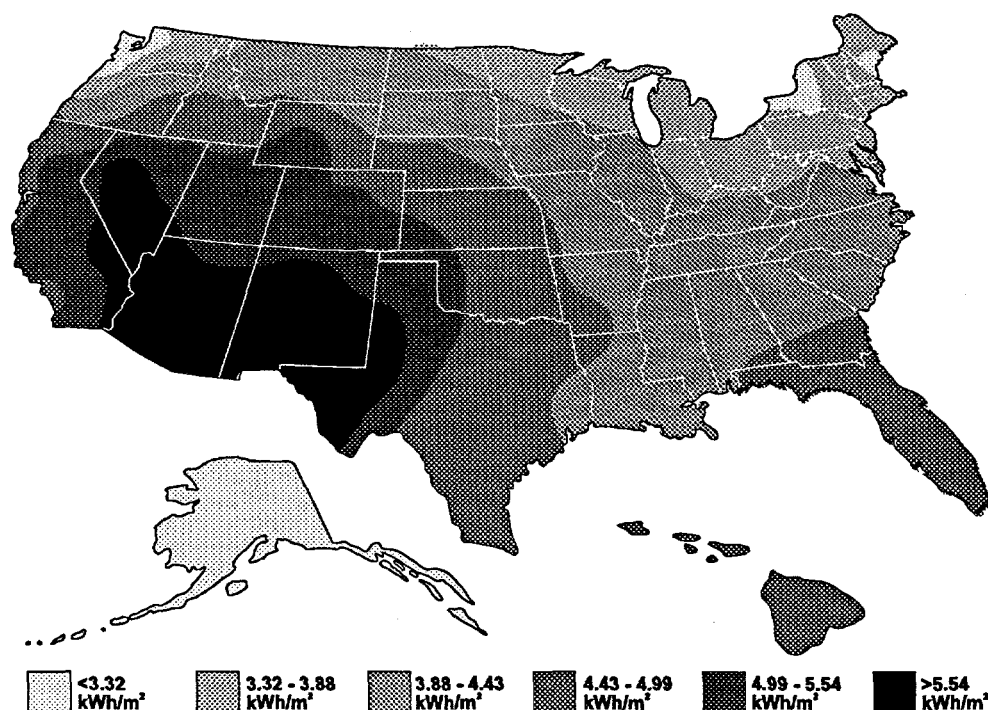 <3.32
kWh/m²
3.32 - 3.88
kWh/m²
3.88 - 4.43
kWh/m²
4.43 - 4.99
kWh/m²
4.99 - 5.54
kWh/m²
>5.54
kWh/m²